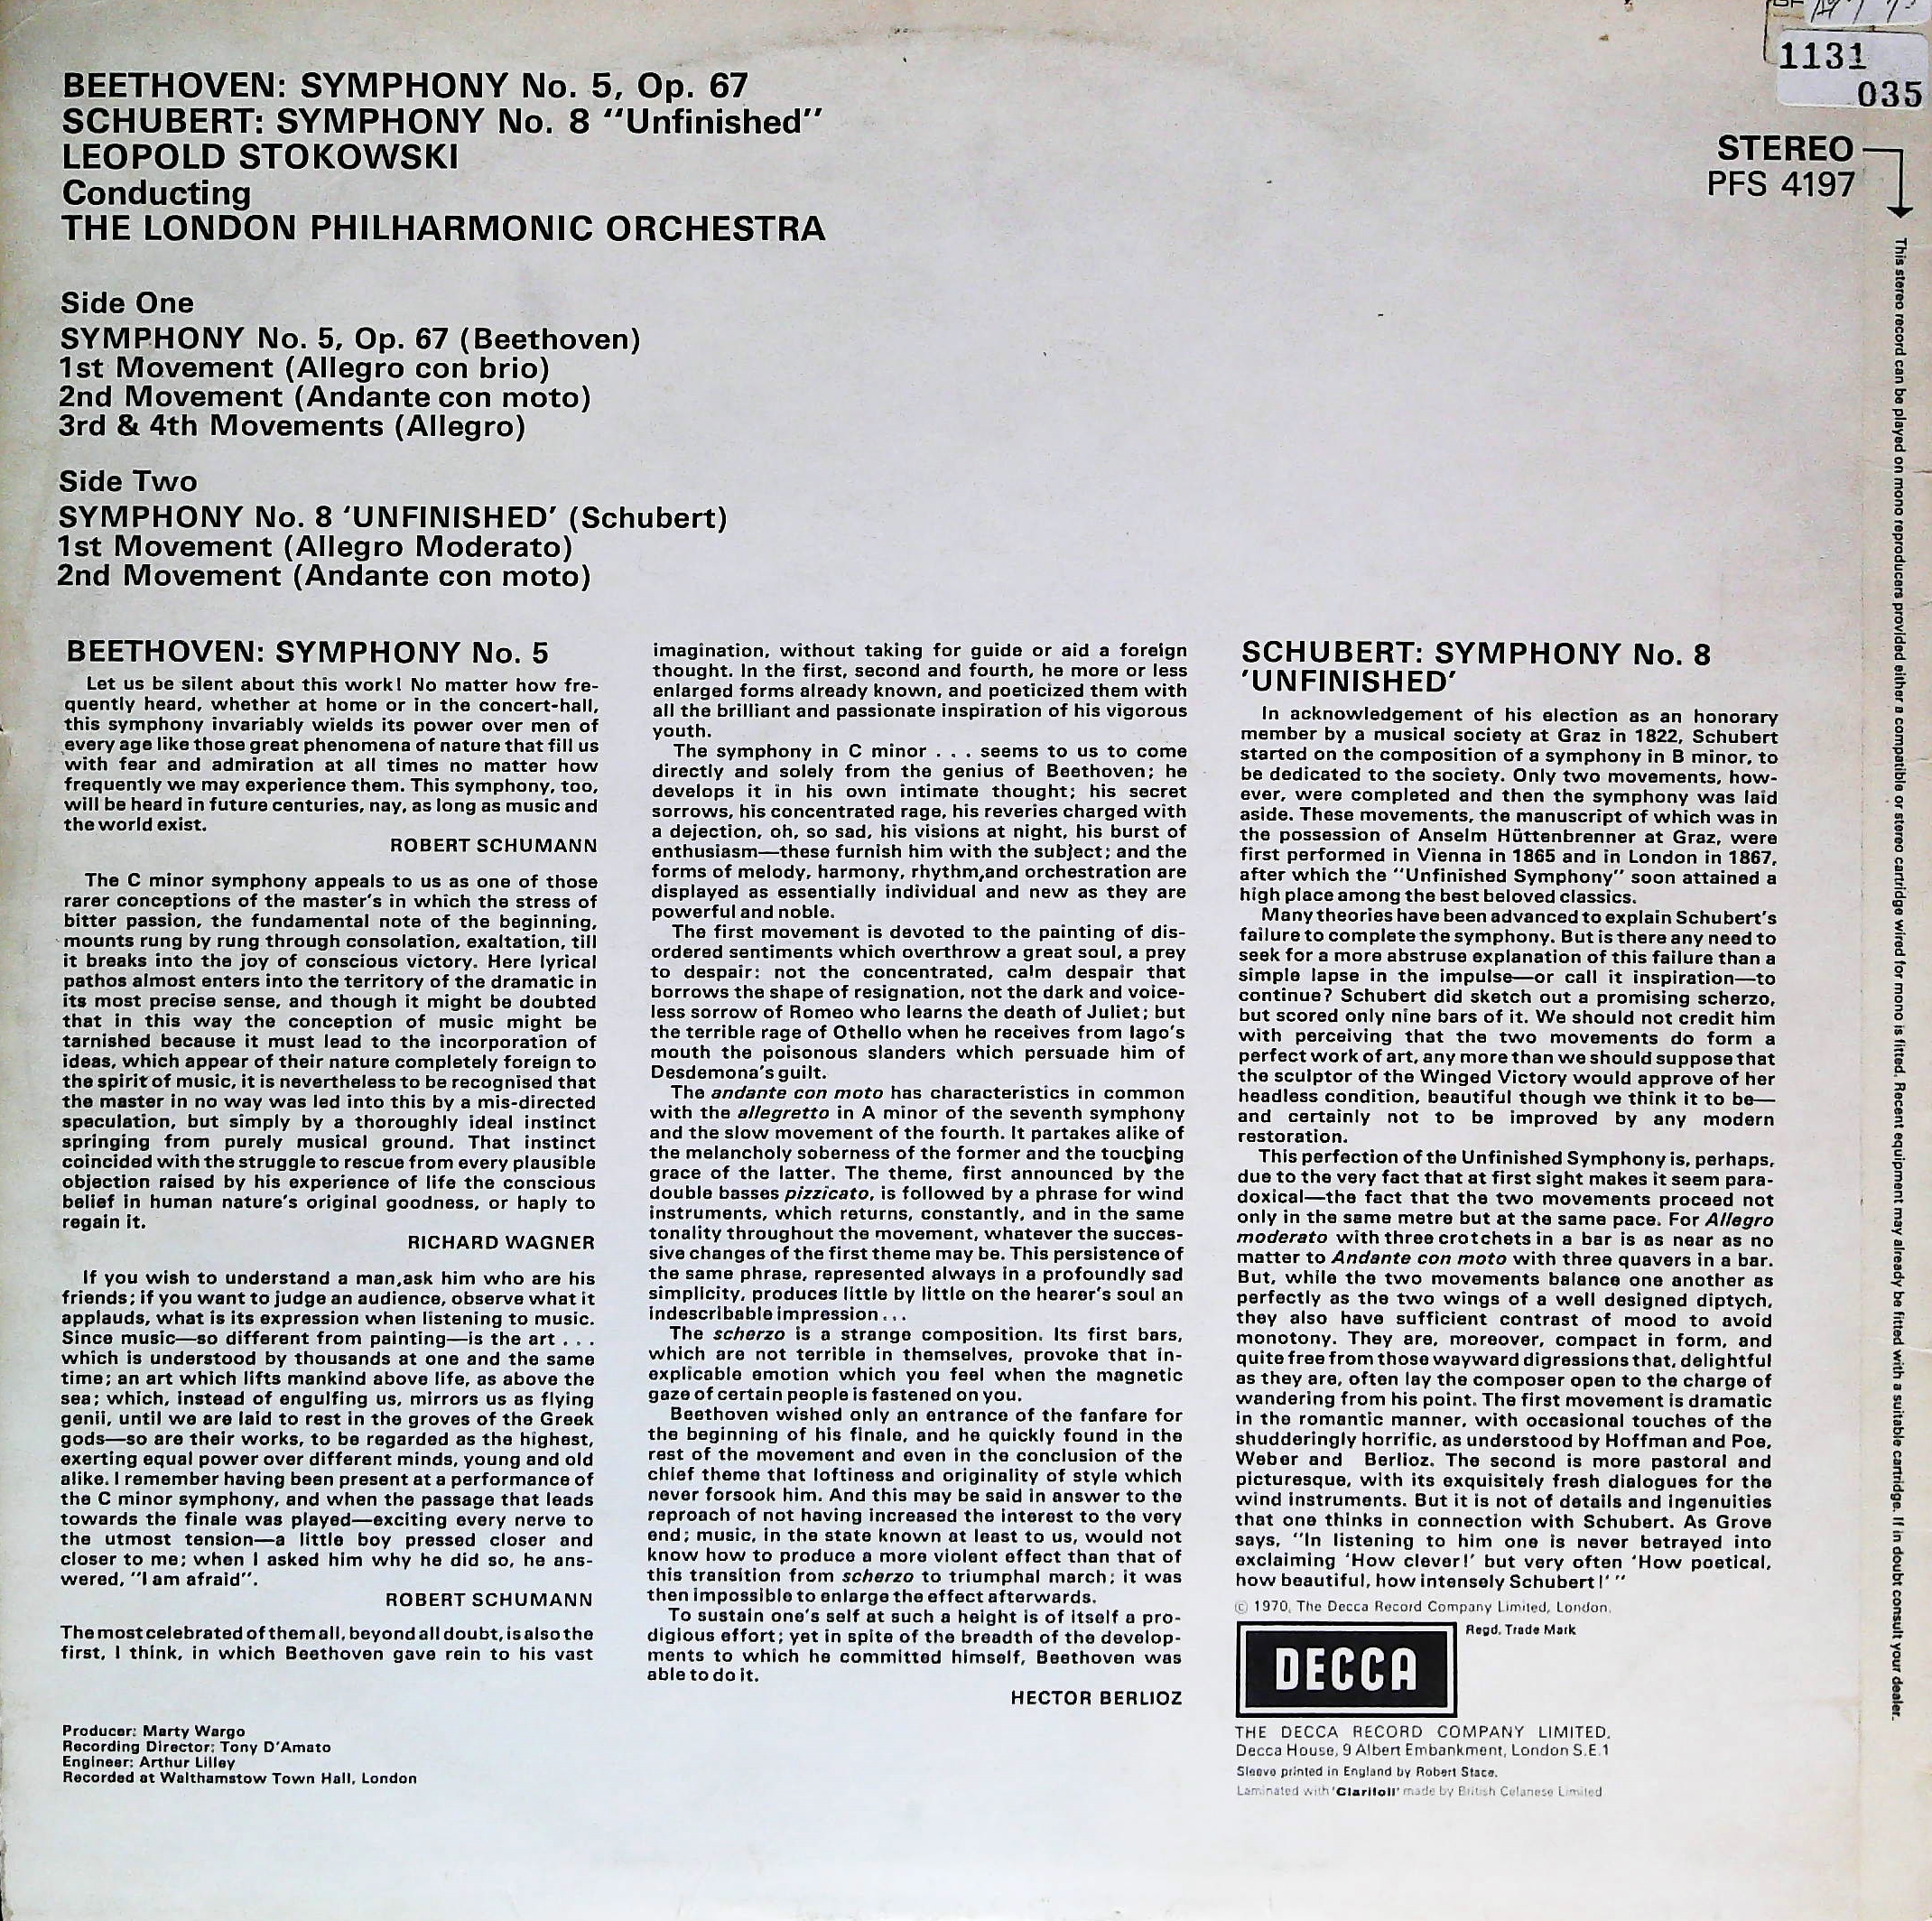 1131
035
BEETHOVEN: SYMPHONY No. 5, Op. 67
SCHUBERT: SYMPHONY No. 8 "Unfinished"
LEOPOLD STOKOWSKI
Conducting
THE LONDON PHILHARMONIC ORCHESTRA
STEREO
PFS 4197
Side One
SYMPHONY No. 5, Op. 67 (Beethoven)
1st Movement (Allegro con brio)
2nd Movement (Andante con moto)
3rd & 4th Movements (Allegro)
Side Two
SYMPHONY No. 8 'UNFINISHED' (Schubert)
1st Movement (Allegro Moderato)
2nd Movement (Andante con moto)
BEETHOVEN: SYMPHONY No. 5
Let us be silent about this work! No matter how fre-
quently heard, whether at home or in the concert-hall,
this symphony invariably wields its power over men of
every age like those great phenomena of nature that fill us
with fear and admiration at all times no matter how
frequently we may experience them. This symphony, too,
will be heard in future centuries, nay, as long as music and
the world exist.
ROBERT SCHUMANN
The C minor symphony appeals to us as one of those
rarer conceptions of the master's in which the stress of
bitter passion, the fundamental note of the beginning,
mounts rung by rung through consolation, exaltation, till
it breaks into the joy of conscious victory. Here lyrical
pathos almost enters into the territory of the dramatic in
its most precise sense, and though it might be doubted
that in this way the conception of music might be
tarnished because it must lead to the incorporation of
ideas, which appear of their nature completely foreign to
the spirit of music, it is nevertheless to be recognised that
the master in no way was led into this by a mis-directed
speculation, but simply by a thoroughly ideal instinct
springing from purely musical ground. That instinct
coincided with the struggle to rescue from every plausible
objection raised by his experience of life the conscious
belief in human nature's original goodness, or haply to
regain it.
RICHARD WAGNER
If you wish to understand a man,ask him who are his
friends; if you want to judge an audience, observe what it
applauds, what is its expression when listening to music.
Since music—so different from painting—is the art . . .
which is understood by thousands at one and the same
time; an art which lifts mankind above life, as above the
sea; which, instead of engulfing us, mirrors us as flying
genii, until we are laid to rest in the groves of the Greek
gods—so are their works, to be regarded as the highest,
exerting equal power over different minds, young and old
alike. I remember having been present at a performance of
the C minor symphony, and when the passage that leads
towards the finale was played—exciting every nerve to
the utmost tension—a little boy pressed closer and
closer to me; when I asked him why he did so, he ans-
wered, "I am afraid".
ROBERT SCHUMANN
The most celebrated of them all, beyond all doubt, is also the
first, I think, in which Beethoven gave rein to his vast
imagination, without taking for guide or aid a foreign
thought. In the first, second and fourth, he more or less
enlarged forms already known, and poeticized them with
all the brilliant and passionate inspiration of his vigorous
youth.
The symphony in C minor . . . seems to us to come
directly and solely from the genius of Beethoven; he
develops it in his own intimate thought; his secret
sorrows, his concentrated rage, his reveries charged with
a dejection, oh, so sad, his visions at night, his burst of
enthusiasm—these furnish him with the subject; and the
forms of melody, harmony, rhythm,and orchestration are
displayed as essentially individual and new as they are
powerful and noble.
The first movement is devoted to the painting of dis-
ordered sentiments which overthrow a great soul, a prey
to despair: not the concentrated, calm despair that
borrows the shape of resignation, not the dark and voice-
less sorrow of Romeo who learns the death of Juliet; but
the terrible rage of Othello when he receives from Iago's
mouth the poisonous slanders which persuade him of
Desdemona's guilt.
The andante con moto has characteristics in common
with the allegretto in A minor of the seventh symphony
and the slow movement of the fourth. It partakes alike of
the melancholy soberness of the former and the touching
grace of the latter. The theme, first announced by the
double basses pizzicato, is followed by a phrase for wind
instruments, which returns, constantly, and in the same
tonality throughout the movement, whatever the succes-
sive changes of the first theme may be. This persistence of
the same phrase, represented always in a profoundly sad
simplicity, produces little by little on the hearer's soul an
indescribable impression . . .
The scherzo is a strange composition. Its first bars,
which are not terrible in themselves, provoke that in-
explicable emotion which you feel when the magnetic
gaze of certain people is fastened on you.
Beethoven wished only an entrance of the fanfare for
the beginning of his finale, and he quickly found in the
rest of the movement and even in the conclusion of the
chief theme that loftiness and originality of style which
never forsook him. And this may be said in answer to the
reproach of not having increased the interest to the very
end; music, in the state known at least to us, would not
know how to produce a more violent effect than that of
this transition from scherzo to triumphal march; it was
then impossible to enlarge the effect afterwards.
To sustain one's self at such a height is of itself a pro-
digious effort; yet in spite of the breadth of the develop-
ments to which he committed himself, Beethoven was
able to do it.
HECTOR BERLIOZ
SCHUBERT: SYMPHONY No. 8
'UNFINISHED'
In acknowledgement of his election as an honorary
member by a musical society at Graz in 1822, Schubert
started on the composition of a symphony in B minor, to
be dedicated to the society. Only two movements, how-
ever, were completed and then the symphony was laid
aside. These movements, the manuscript of which was in
the possession of Anselm Hüttenbrenner at Graz, were
first performed in Vienna in 1865 and in London in 1867,
after which the "Unfinished Symphony" soon attained a
high place among the best beloved classics.
Many theories have been advanced to explain Schubert's
failure to complete the symphony. But is there any need to
seek for a more abstruse explanation of this failure than a
simple lapse in the impulse—or call it inspiration—to
continue? Schubert did sketch out a promising scherzo,
but scored only nine bars of it. We should not credit him
with perceiving that the two movements do form a
perfect work of art, any more than we should suppose that
the sculptor of the Winged Victory would approve of her
headless condition, beautiful though we think it to be—
and certainly not to be improved by any modern
restoration.
This perfection of the Unfinished Symphony is, perhaps,
due to the very fact that at first sight makes it seem para-
doxical—the fact that the two movements proceed not
only in the same metre but at the same pace. For Allegro
moderato with three crotchets in a bar is as near as no
matter to Andante con moto with three quavers in a bar.
But, while the two movements balance one another as
perfectly as the two wings of a well designed diptych,
they also have sufficient contrast of mood to avoid
monotony. They are, moreover, compact in form, and
quite free from those wayward digressions that, delightful
as they are, often lay the composer open to the charge of
wandering from his point. The first movement is dramatic
in the romantic manner, with occasional touches of the
shudderingly horrific, as understood by Hoffman and Poe,
Weber and Berlioz. The second is more pastoral and
picturesque, with its exquisitely fresh dialogues for the
wind instruments. But it is not of details and ingenuities
that one thinks in connection with Schubert. As Grove
says, "In listening to him one is never betrayed into
exclaiming 'How clever!' but very often 'How poetical,
how beautiful, how intensely Schubert!' "
© 1970, The Decca Record Company Limited, London.
Regd. Trade Mark
DECCA
THE DECCA RECORD COMPANY LIMITED,
Decca House, 9 Albert Embankment, London S.E.1
Sleeve printed in England by Robert Stace.
Laminated with 'Clarifoil' made by British Celanese Limited
Producer: Marty Wargo
Recording Director: Tony D'Amato
Engineer: Arthur Lilley
Recorded at Walthamstow Town Hall, London
This stereo record can be played on mono reproducers provided either a compatible or stereo cartridge wired for mono is fitted. Recent equipment may already be fitted with a suitable cartridge. If in doubt consult your dealer.